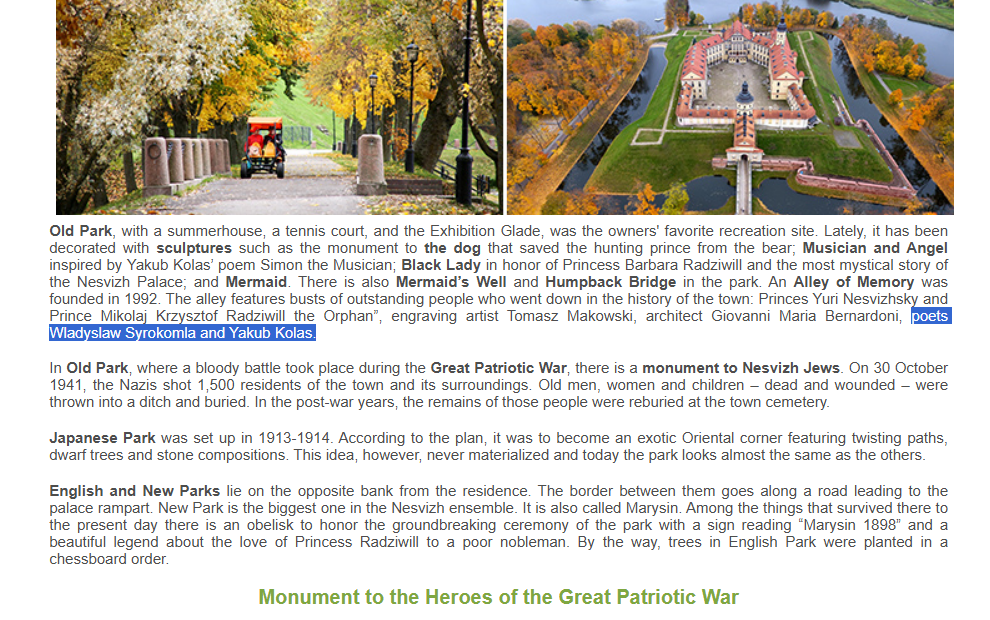 Old Park, with a summerhouse, a tennis court, and the Exhibition Glade, was the owners' favorite recreation site. Lately, it has been
decorated with sculptures such as the monument to the dog that saved the hunting prince from the bear; Musician and Angel
inspired by Yakub Kolas’ poem Simon the Musician; Black Lady in honor of Princess Barbara Radziwill and the most mystical story of
the Nesvizh Palace; and Mermaid. There is also Mermaid’s Well and Humpback Bridge in the park. An Alley of Memory was
founded in 1992. The alley features busts of outstanding people who went down in the history of the town: Princes Yuri Nesvizhsky and
Prince Mikolaj Krzysztof Radziwill the Orphan”, engraving artist Tomasz Makowski, architect Giovanni Maria Bernardoni, poets
Wladyslaw Syrokomla and Yakub Kolas.
In Old Park, where a bloody battle took place during the Great Patriotic War, there is a monument to Nesvizh Jews. On 30 October
1941, the Nazis shot 1,500 residents of the town and its surroundings. Old men, women and children – dead and wounded – were
thrown into a ditch and buried. In the post-war years, the remains of those people were reburied at the town cemetery.
Japanese Park was set up in 1913-1914. According to the plan, it was to become an exotic Oriental corner featuring twisting paths,
dwarf trees and stone compositions. This idea, however, never materialized and today the park looks almost the same as the others.
English and New Parks lie on the opposite bank from the residence. The border between them goes along a road leading to the
palace rampart. New Park is the biggest one in the Nesvizh ensemble. It is also called Marysin. Among the things that survived there to
the present day there is an obelisk to honor the groundbreaking ceremony of the park with a sign reading “Marysin 1898” and a
beautiful legend about the love of Princess Radziwill to a poor nobleman. By the way, trees in English Park were planted in a
chessboard order.
Monument to the Heroes of the Great Patriotic War